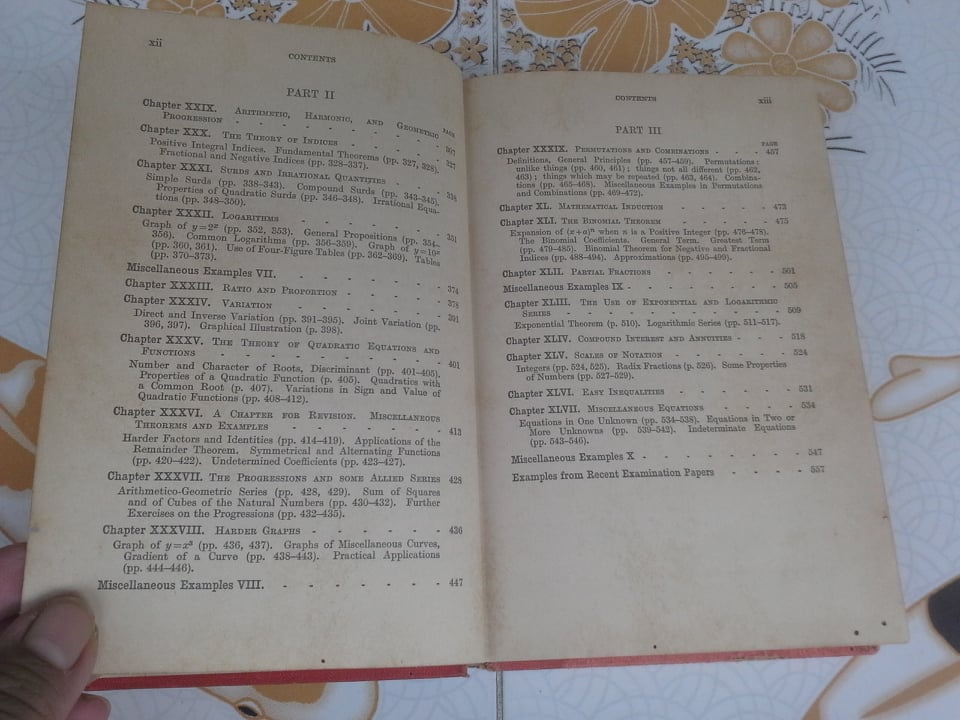 xii
CONTENTS
PART II
PAGE
Chapter XXIX. ARITHMETIC, HARMONIC, AND GEOMETRIC
PROGRESSION - - - - - - - 307
Chapter XXX. THE THEORY OF INDICES - - - - - 327
Positive Integral Indices. Fundamental Theorems (pp. 327, 328).
Fractional and Negative Indices (pp. 328–337).
Chapter XXXI. SURDS AND IRRATIONAL QUANTITIES - - - 338
Simple Surds (pp. 338–343). Compound Surds (pp. 343–345).
Properties of Quadratic Surds (pp. 346–348). Irrational Equa-
tions (pp. 348–350).
Chapter XXXII. LOGARITHMS - - - - - - 351
Graph of y=2ˣ (pp. 352, 353). General Propositions (pp. 354–
356). Common Logarithms (pp. 356–359). Graph of y=10ˣ
(pp. 360, 361). Use of Four-Figure Tables (pp. 362–369). Tables
(pp. 370–373).
Miscellaneous Examples VII. - - - - - - 374
Chapter XXXIII. RATIO AND PROPORTION - - - - 378
Chapter XXXIV. VARIATION - - - - - - 391
Direct and Inverse Variation (pp. 391–395). Joint Variation (pp.
396, 397). Graphical Illustration (p. 398).
Chapter XXXV. THE THEORY OF QUADRATIC EQUATIONS AND
FUNCTIONS - - - - - - - - 401
Number and Character of Roots, Discriminant (pp. 401–405).
Properties of a Quadratic Function (p. 405). Quadratics with
a Common Root (p. 407). Variations in Sign and Value of
Quadratic Functions (pp. 408–412).
Chapter XXXVI. A CHAPTER FOR REVISION. MISCELLANEOUS
THEOREMS AND EXAMPLES - - - - - - 413
Harder Factors and Identities (pp. 414–419). Applications of the
Remainder Theorem. Symmetrical and Alternating Functions
(pp. 420–422). Undetermined Coefficients (pp. 423–427).
Chapter XXXVII. THE PROGRESSIONS AND SOME ALLIED SERIES 428
Arithmetico-Geometric Series (pp. 428, 429). Sum of Squares
and of Cubes of the Natural Numbers (pp. 430–432). Further
Exercises on the Progressions (pp. 432–435).
Chapter XXXVIII. HARDER GRAPHS - - - - - - 436
Graph of y=x³ (pp. 436, 437). Graphs of Miscellaneous Curves,
Gradient of a Curve (pp. 438–443). Practical Applications
(pp. 444–446).
Miscellaneous Examples VIII. - - - - - - - 447
CONTENTS
xiii
PART III
PAGE
Chapter XXXIX. PERMUTATIONS AND COMBINATIONS - - - - 457
Definitions, General Principles (pp. 457–459). Permutations:
unlike things (pp. 460, 461); things not all different (pp. 462,
463); things which may be repeated (pp. 463, 464). Combina-
tions (pp. 465–468). Miscellaneous Examples in Permutations
and Combinations (pp. 469–472).
Chapter XL. MATHEMATICAL INDUCTION - - - - - 473
Chapter XLI. THE BINOMIAL THEOREM - - - - - 475
Expansion of (x+a)ⁿ when n is a Positive Integer (pp. 476–478).
The Binomial Coefficients. General Term. Greatest Term
(pp. 479–485). Binomial Theorem for Negative and Fractional
Indices (pp. 488–494). Approximations (pp. 495–499).
Chapter XLII. PARTIAL FRACTIONS - - - - - - 501
Miscellaneous Examples IX - - - - - - - 505
Chapter XLIII. THE USE OF EXPONENTIAL AND LOGARITHMIC
SERIES - - - - - - - - - 509
Exponential Theorem (p. 510). Logarithmic Series (pp. 511–517).
Chapter XLIV. COMPOUND INTEREST AND ANNUITIES - - - 518
Chapter XLV. SCALES OF NOTATION - - - - - - 524
Integers (pp. 524, 525). Radix Fractions (p. 526). Some Properties
of Numbers (pp. 527–529).
Chapter XLVI. EASY INEQUALITIES - - - - - - 531
Chapter XLVII. MISCELLANEOUS EQUATIONS - - - - 534
Equations in One Unknown (pp. 534–538). Equations in Two or
More Unknowns (pp. 539–542). Indeterminate Equations
(pp. 543–546).
Miscellaneous Examples X - - - - - - - 547
Examples from Recent Examination Papers - - - - 557